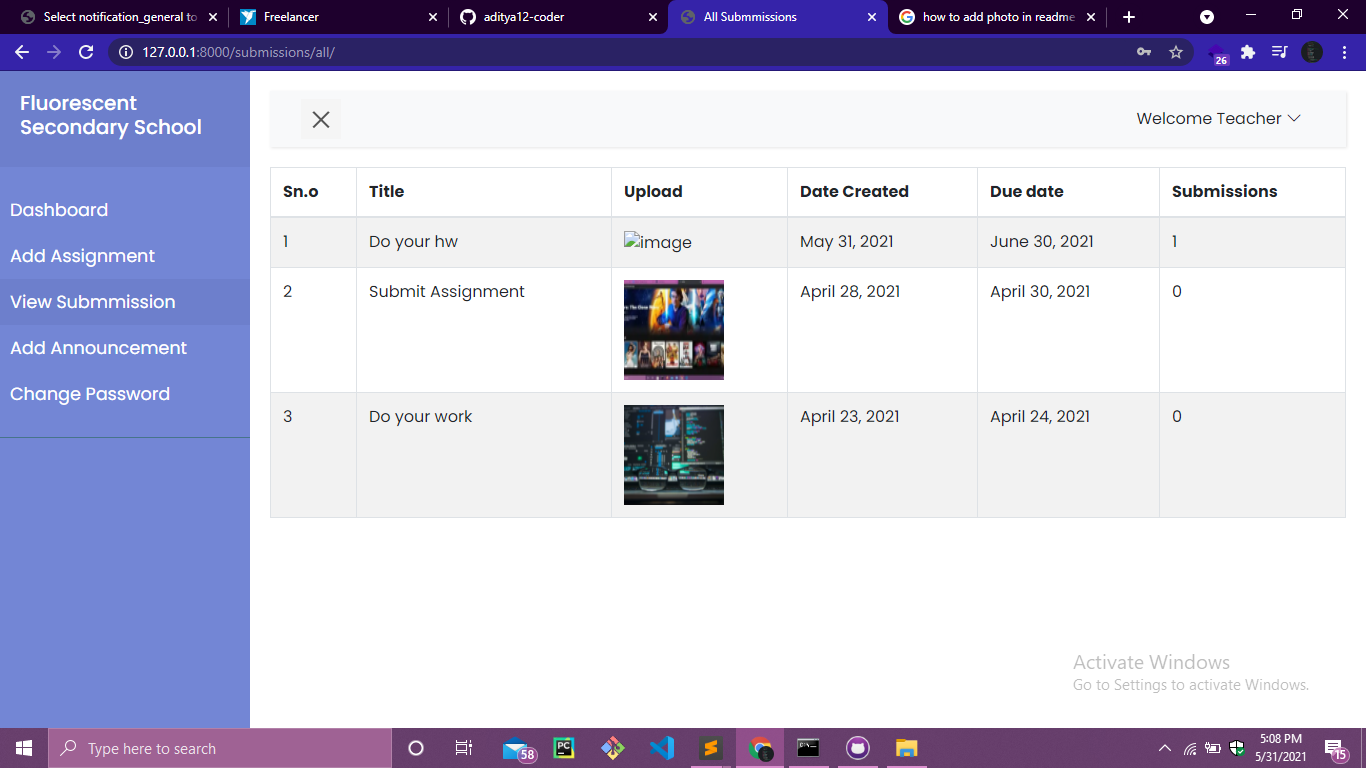 Select notification_general to
Freelancer
aditya12-coder
All Submmissions
how to add photo in readme
127.0.0.1:8000/submissions/all/
26
Fluorescent
Secondary School
Welcome Teacher
Dashboard
Add Assignment
View Submmission
Add Announcement
Change Password
Sn.o Title Upload Date Created Due date Submissions
1 Do your hw image May 31, 2021 June 30, 2021 1
2 Submit Assignment April 28, 2021 April 30, 2021 0
3 Do your work April 23, 2021 April 24, 2021 0
Activate Windows
Go to Settings to activate Windows.
Type here to search
58
PC
5:08 PM
5/31/2021
15